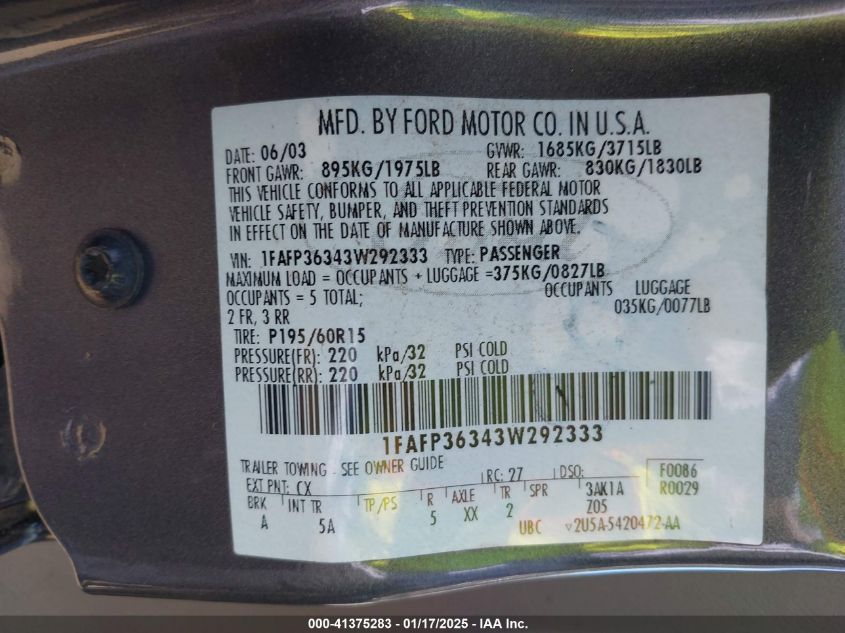 MFD. BY FORD MOTOR CO. IN U.S.A.
DATE: 06/03 GVWR: 1685KG/3715LB
FRONT GAWR: 895KG/1975LB REAR GAWR: 830KG/1830LB
THIS VEHICLE CONFORMS TO ALL APPLICABLE FEDERAL MOTOR
VEHICLE SAFETY, BUMPER, AND THEFT PREVENTION STANDARDS
IN EFFECT ON THE DATE OF MANUFACTURE SHOWN ABOVE.
VIN: 1FAFP36343W292333 TYPE: PASSENGER
MAXIMUM LOAD = OCCUPANTS + LUGGAGE =375KG/0827LB
OCCUPANTS = 5 TOTAL; OCCUPANTS LUGGAGE
2 FR, 3 RR 035KG/0077LB
TIRE: P195/60R15
PRESSURE(FR): 220 kPa/32 PSI COLD
PRESSURE(RR): 220 kPa/32 PSI COLD
1FAFP36343W292333
TRAILER TOWING - SEE OWNER GUIDE
EXT PNT: CX RC: 27 DSO: F0086
BRK INT TR TP/PS R AXLE TR SPR 3AK1A R0029
A 5A 5 XX 2 Z05
UBC ▽2U5A-5420472-AA
000-41375283 - 01/17/2025 - IAA Inc.